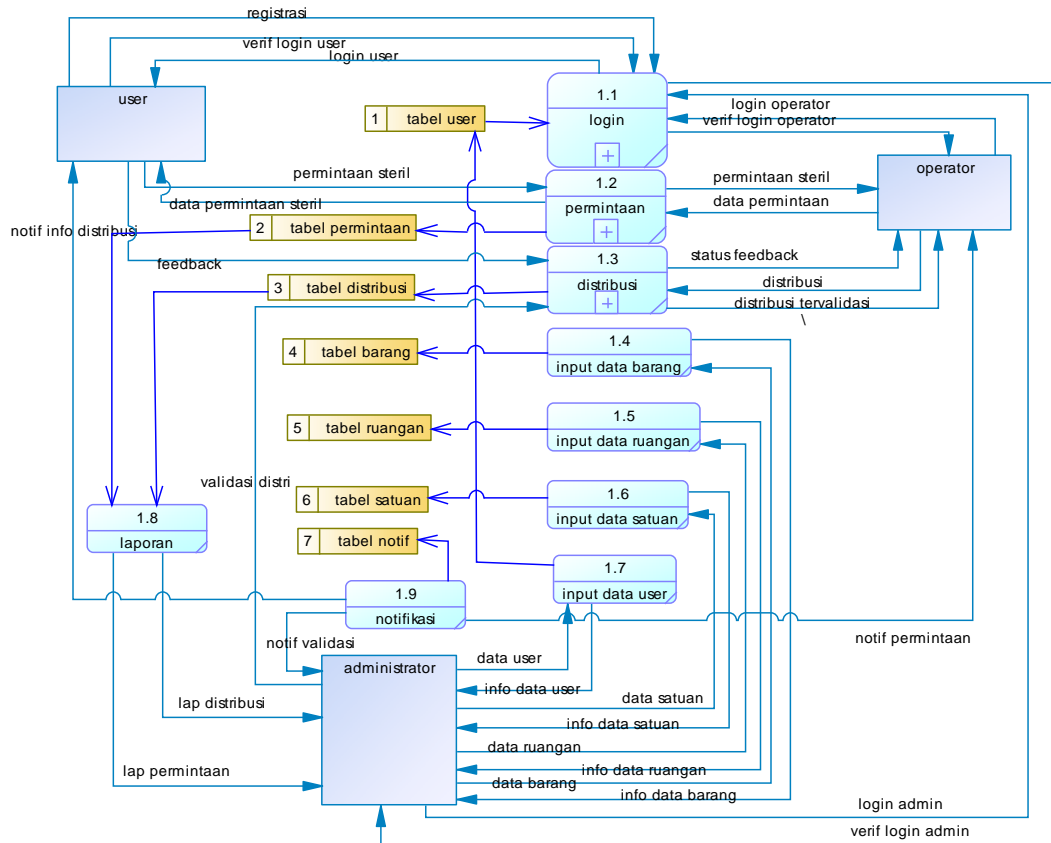 registrasi
verif login user
login user
user
1.1
login
1 tabel user
login operator
verif login operator
operator
permintaan steril
1.2
permintaan
permintaan steril
data permintaan steril
data permintaan
2 tabel permintaan
notif info distribusi
feedback
1.3
distribusi
status feedback
distribusi
3 tabel distribusi
distribusi tervalidasi
\
1.4
input data barang
4 tabel barang
1.5
input data ruangan
5 tabel ruangan
validasi distri
1.6
input data satuan
6 tabel satuan
1.8
laporan
7 tabel notif
1.7
input data user
1.9
notifikasi
notif permintaan
notif validasi
administrator
data user
info data user
lap distribusi
data satuan
info data satuan
data ruangan
lap permintaan
info data ruangan
data barang
info data barang
login admin
verif login admin